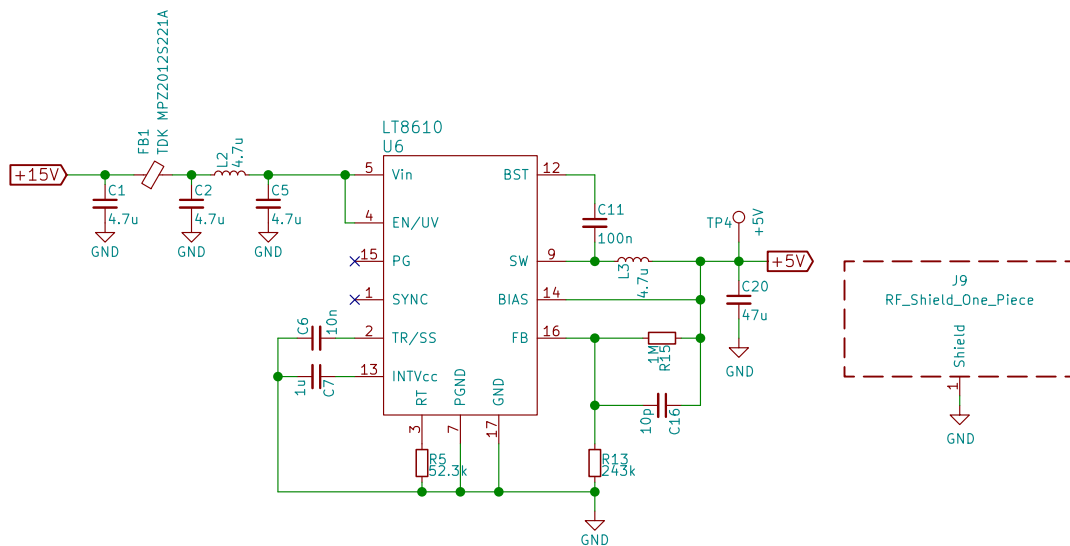 TDK MPZ2012S221A
FB1
+15V
C1
4.7u
GND
C2
4.7u
GND
L2
4.7u
C5
4.7u
GND
LT8610
U6
5
Vin
4
EN/UV
15
PG
1
SYNC
2
TR/SS
13
INTVcc
RT
PGND
GND
3
7
17
BST
12
SW
9
BIAS
14
FB
16
C6
10n
1u
C7
R5
52.3k
C11
100n
L3
4.7u
TP4
+5V
+5V
C20
47u
GND
1M
R15
10p
C16
R13
243k
GND
J9
RF_Shield_One_Piece
Shield
1
GND